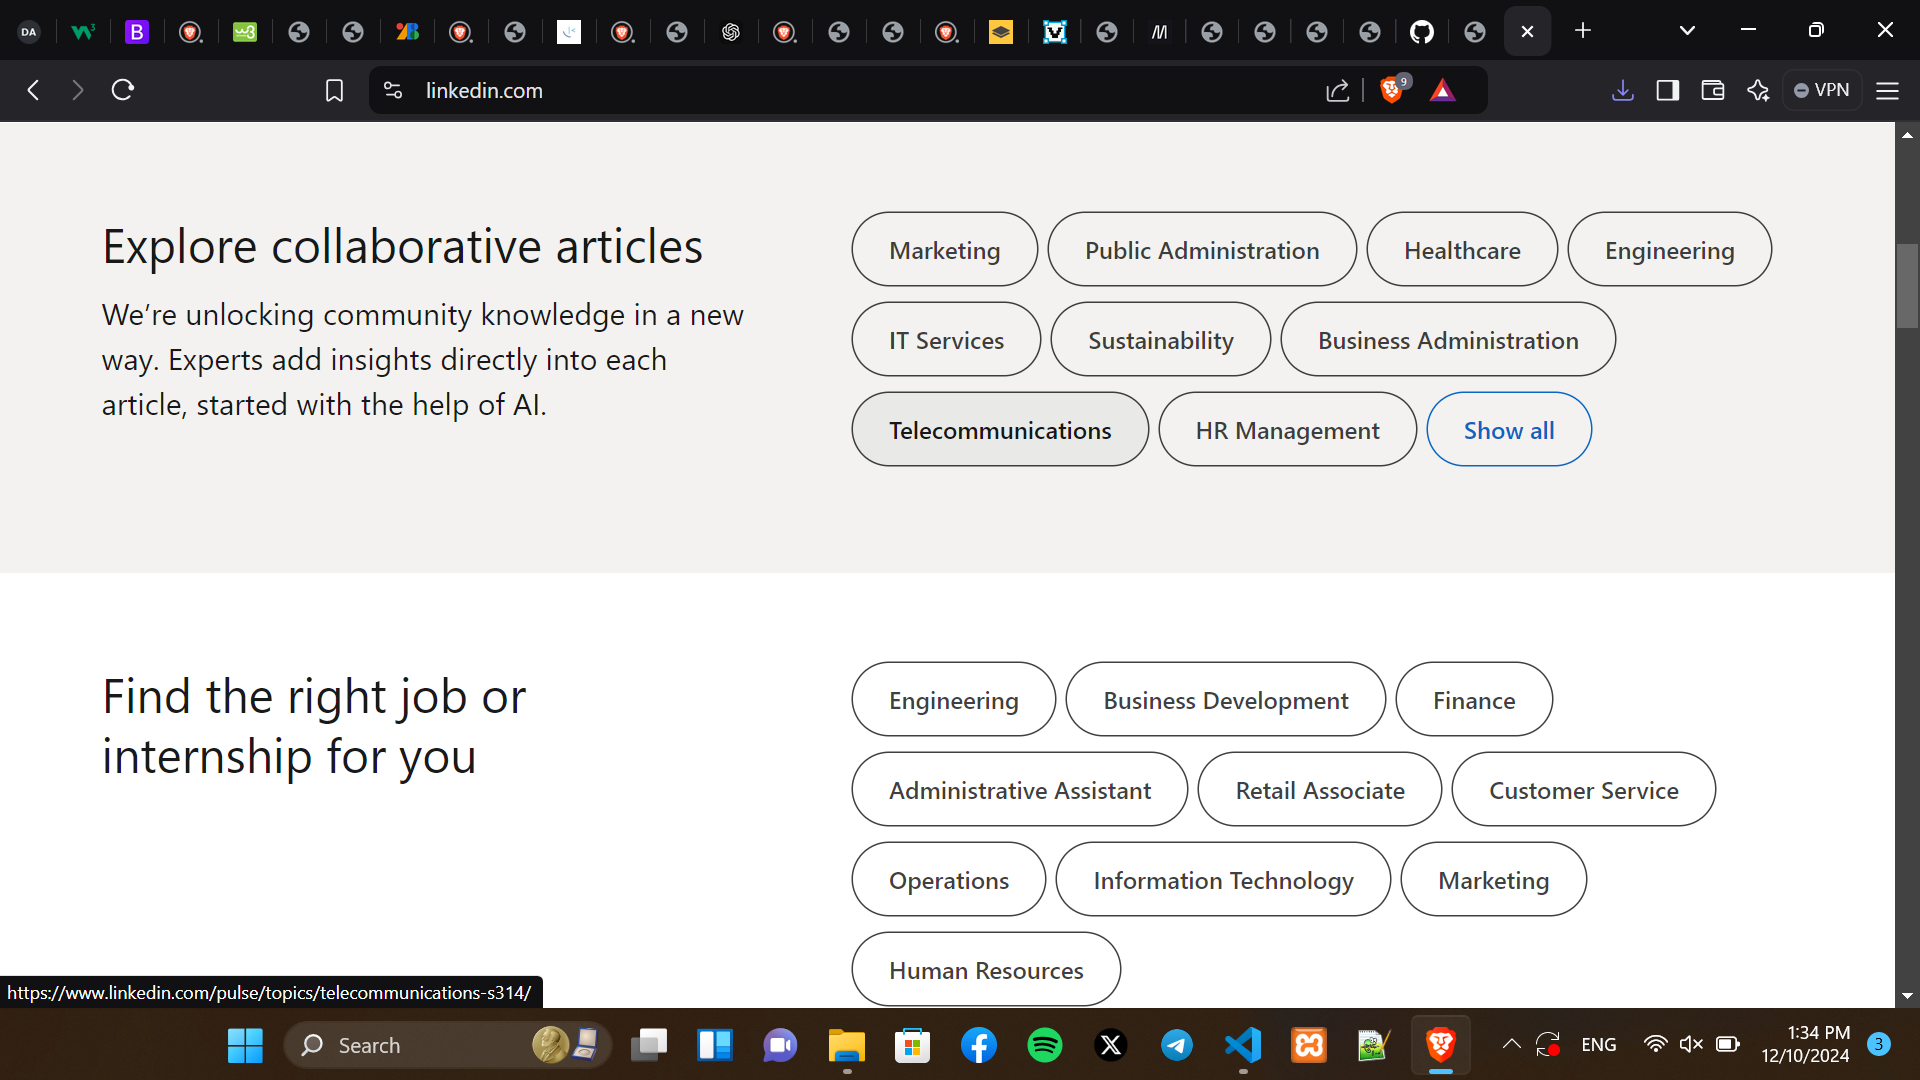 DA
linkedin.com
9
VPN
Explore collaborative articles
We’re unlocking community knowledge in a new
way. Experts add insights directly into each
article, started with the help of AI.
Marketing
Public Administration
Healthcare
Engineering
IT Services
Sustainability
Business Administration
Telecommunications
HR Management
Show all
Find the right job or
internship for you
Engineering
Business Development
Finance
Administrative Assistant
Retail Associate
Customer Service
Operations
Information Technology
Marketing
Human Resources
https://www.linkedin.com/pulse/topics/telecommunications-s314/
Search
ENG
1:34 PM
12/10/2024
3